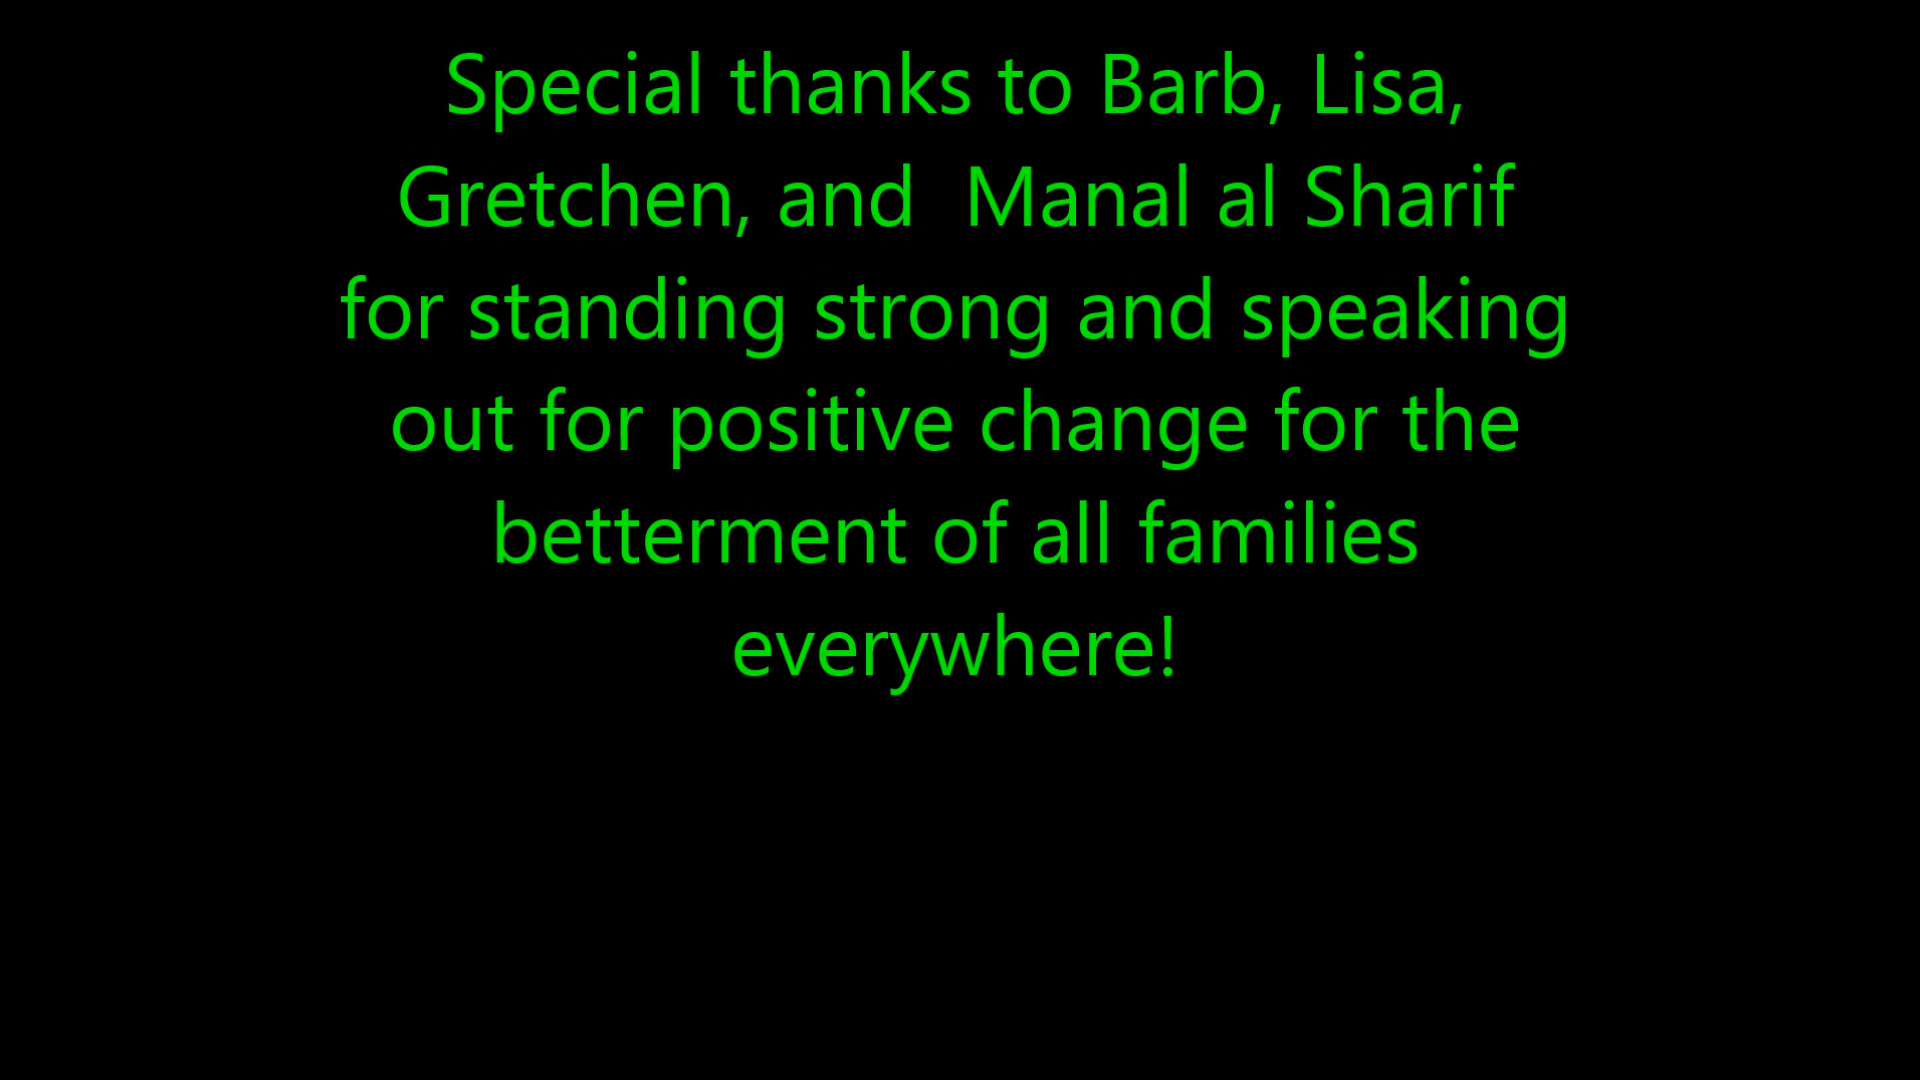 Special thanks to Barb, Lisa,
Gretchen, and  Manal al Sharif
for standing strong and speaking
out for positive change for the
betterment of all families
everywhere!